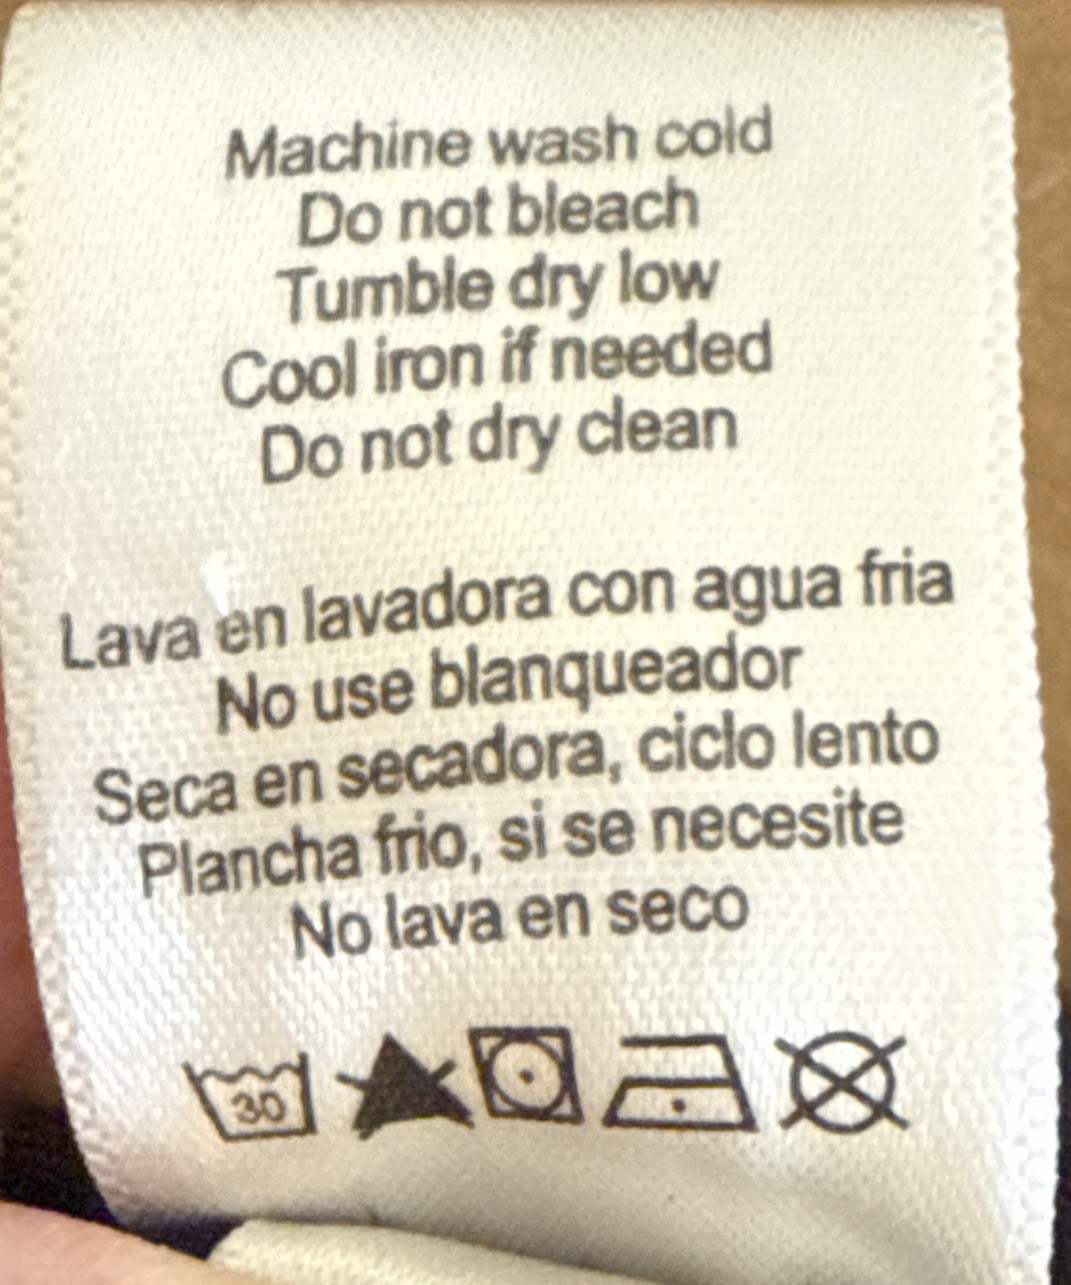 Machine wash cold
Do not bleach
Tumble dry low
Cool iron if needed
Do not dry clean
Lava en lavadora con agua fria
No use blanqueador
Seca en secadora, ciclo lento
Plancha frio, si se necesite
No lava en seco
30